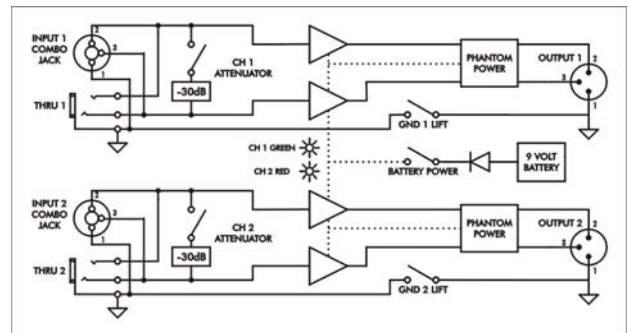 INPUT 1
COMBO
JACK
2
3
1
THRU 1
CH 1
ATTENUATOR
-30dB
PHANTOM
POWER
OUTPUT 1
2
3
1
GND 1 LIFT
CH 1 GREEN
CH 2 RED
BATTERY POWER
9 VOLT
BATTERY
INPUT 2
COMBO
JACK
2
3
1
THRU 2
CH 2
ATTENUATOR
-30dB
PHANTOM
POWER
OUTPUT 2
2
3
1
GND 2 LIFT